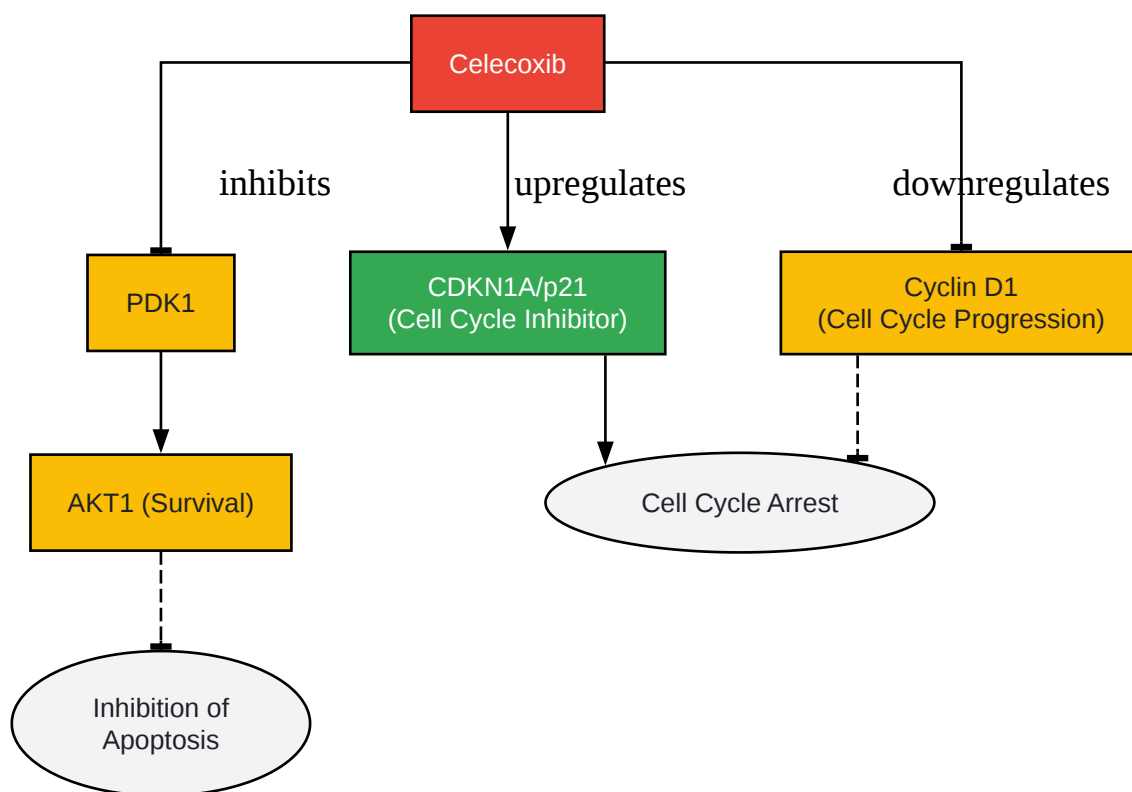 Celecoxib
inhibits
upregulates
downregulates
PDK1
CDKN1A/p21
(Cell Cycle Inhibitor)
Cyclin D1
(Cell Cycle Progression)
AKT1 (Survival)
Cell Cycle Arrest
Inhibition of
Apoptosis